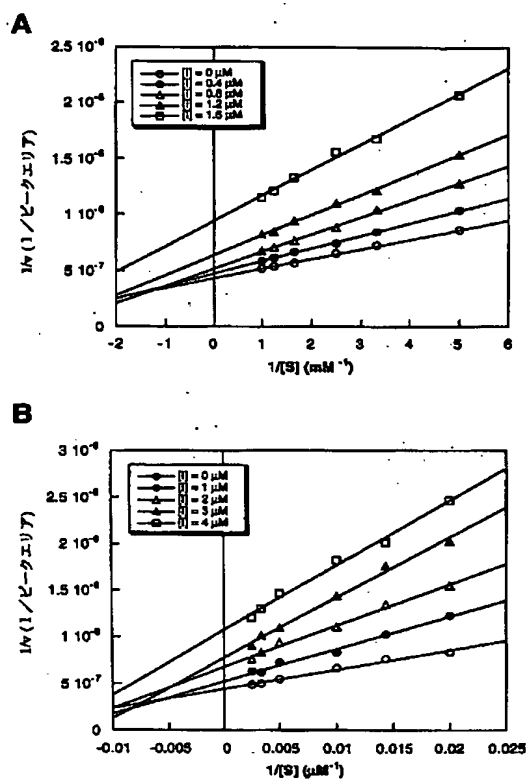 A
2.5 10⁻⁶
2 10⁻⁶
1.5 10⁻⁶
1 10⁻⁶
5 10⁻⁷
0
1/v (1/ピークエリア)
[I] = 0 μM
[I] = 0.4 μM
[I] = 0.8 μM
[I] = 1.2 μM
[I] = 1.6 μM
-2 -1 0 1 2 3 4 5 6
1/[S] (mM⁻¹)
B
3 10⁻⁶
2.5 10⁻⁶
2 10⁻⁶
1.5 10⁻⁶
1 10⁻⁶
5 10⁻⁷
0
1/v (1/ピークエリア)
[I] = 0 μM
[I] = 1 μM
[I] = 2 μM
[I] = 3 μM
[I] = 4 μM
-0.01 -0.005 0 0.005 0.01 0.015 0.02 0.025
1/[S] (μM⁻¹)